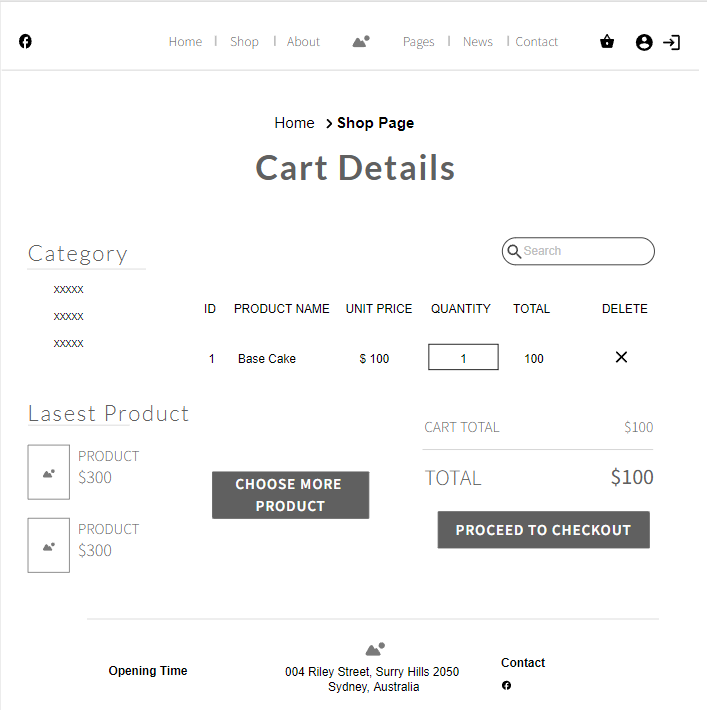 Home | Shop | About Pages | News | Contact
Home > Shop Page
Cart Details
Category
Search
xxxxx
xxxxx
xxxxx
ID PRODUCT NAME UNIT PRICE QUANTITY TOTAL DELETE
1 Base Cake $ 100 1 100
Lasest Product
PRODUCT
$300
PRODUCT
$300
CHOOSE MORE
PRODUCT
CART TOTAL $100
TOTAL $100
PROCEED TO CHECKOUT
Opening Time
004 Riley Street, Surry Hills 2050
Sydney, Australia
Contact